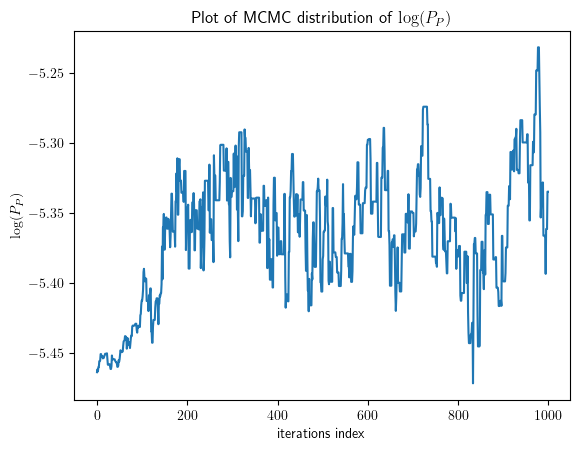 Plot of MCMC distribution of log(P_P)
log(P_P)
−5.25
−5.30
−5.35
−5.40
−5.45
0 200 400 600 800 1000
iterations index